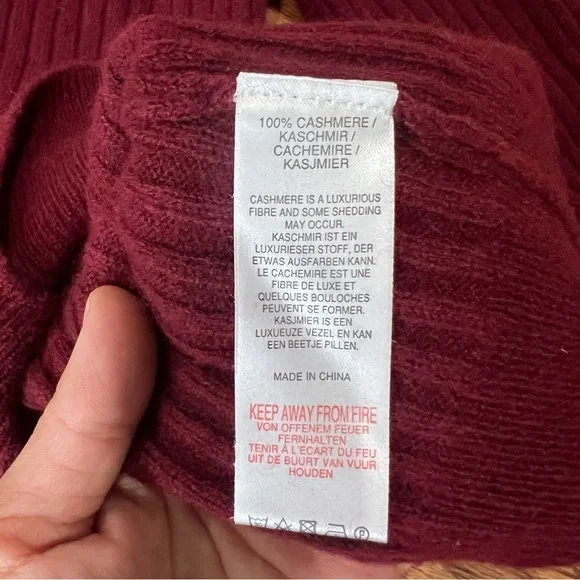 100% CASHMERE /
KASCHMIR /
CACHEMIRE /
KASJMIER
CASHMERE IS A LUXURIOUS
FIBRE AND SOME SHEDDING
MAY OCCUR.
KASCHMIR IST EIN
LUXURIESER STOFF, DER
ETWAS AUSFARBEN KANN.
LE CACHEMIRE EST UNE
FIBRE DE LUXE ET
QUELQUES BOULOCHES
PEUVENT SE FORMER.
KASJMIER IS EEN
LUXUEUZE VEZEL EN KAN
EEN BEETJE PILLEN.
MADE IN CHINA
KEEP AWAY FROM FIRE
VON OFFENEM FEUER
FERNHALTEN
TENIR À L'ÉCART DU FEU
UIT DE BUURT VAN VUUR
HOUDEN
P